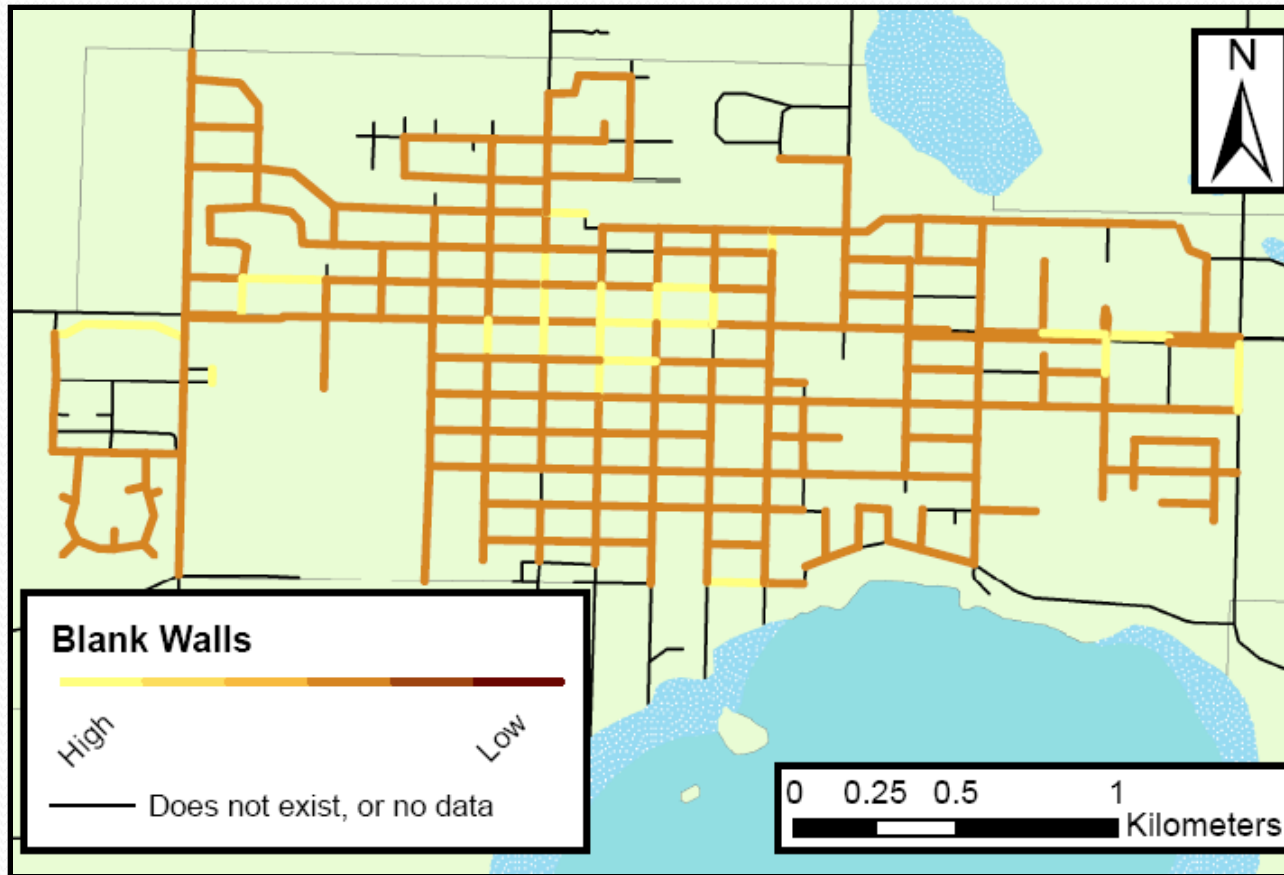 N
Blank Walls
High
Low
Does not exist, or no data
0 0.25 0.5 1
Kilometers